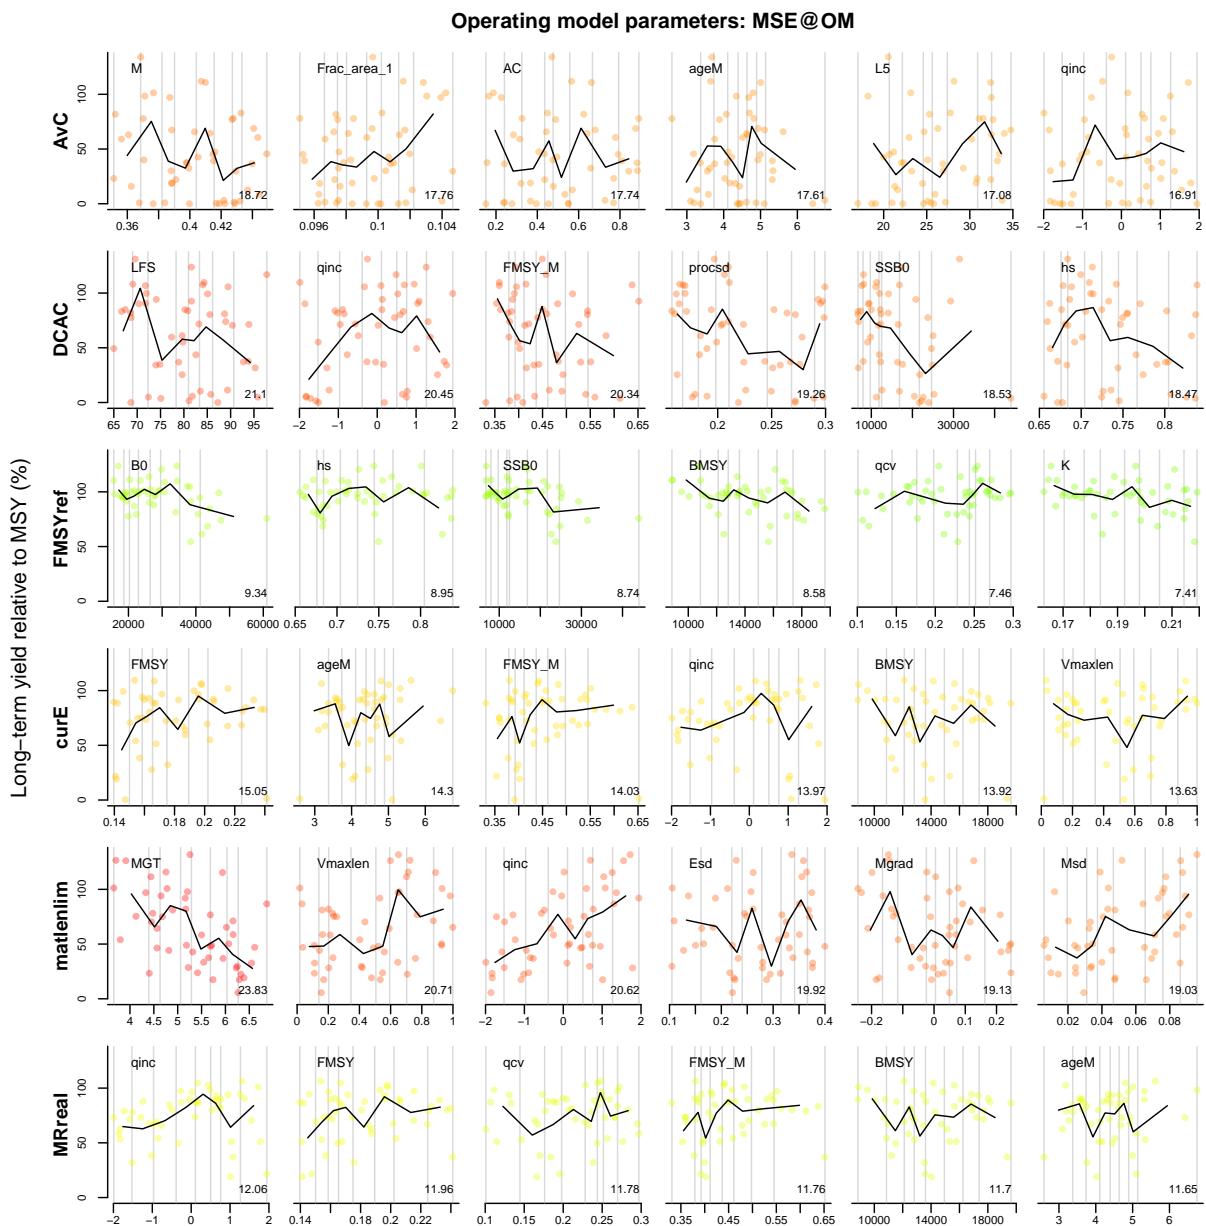 Operating model parameters: MSE@OM
Long−term yield relative to MSY (%)
AvC
0 50 100
M
18.72
0.36 0.4 0.42
Frac_area_1
17.76
0.096 0.1 0.104
AC
17.74
0.2 0.4 0.6 0.8
ageM
17.61
3 4 5 6
L5
17.08
20 25 30 35
qinc
16.91
−2 −1 0 1 2
DCAC
0 50 100
LFS
21.1
65 70 75 80 85 90 95
qinc
20.45
−2 −1 0 1 2
FMSY_M
20.34
0.35 0.45 0.55 0.65
procsd
19.26
0.2 0.3
SSB0
18.53
10000 30000
hs
18.47
0.65 0.7 0.8
FMSYref
0 50 100
B0
9.34
20000 40000 60000
hs
8.95
0.65 0.7 0.8
SSB0
8.74
10000 30000
BMSY
8.58
10000 14000 18000
qcv
7.46
0.1 0.2 0.3
K
7.41
0.17 0.19 0.21
curE
0 50 100
FMSY
15.05
0.14 0.18 0.2 0.22
ageM
14.3
3 4 5 6
FMSY_M
14.03
0.35 0.45 0.55 0.65
qinc
13.97
−2 −1 0 1 2
BMSY
13.92
10000 14000 18000
Vmaxlen
13.63
0 0.2 0.4 0.6 0.8 1
matlenlim
0 50 100
MGT
23.83
4 4.5 5 5.5 6 6.5
Vmaxlen
20.71
0 0.2 0.4 0.6 0.8 1
qinc
20.62
−2 −1 0 1 2
Esd
19.92
0.1 0.2 0.3 0.4
Mgrad
19.13
−0.2 0 0.1 0.2
Msd
19.03
0.02 0.04 0.06 0.08
MRreal
0 50 100
qinc
12.06
−2 −1 0 1 2
FMSY
11.96
0.14 0.18 0.2 0.22
qcv
11.78
0.1 0.2 0.3
FMSY_M
11.76
0.35 0.45 0.55 0.65
BMSY
11.7
10000 14000 18000
ageM
11.65
3 4 5 6